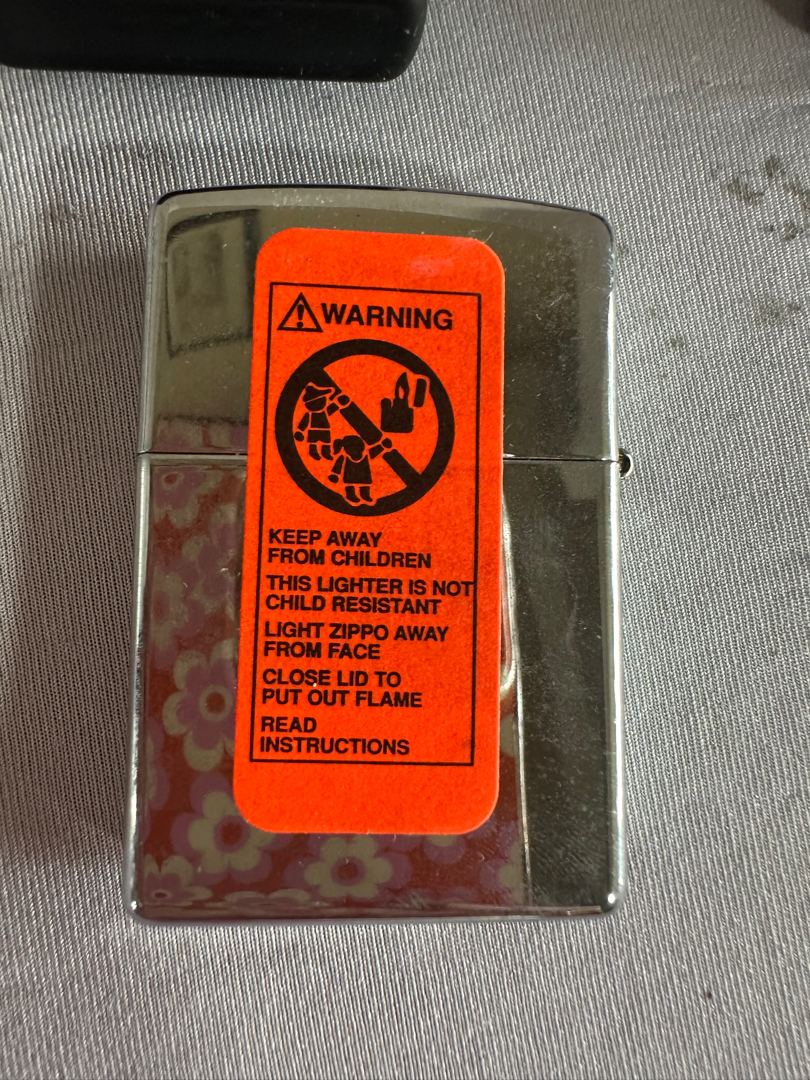 WARNING
KEEP AWAY
FROM CHILDREN
THIS LIGHTER IS NOT
CHILD RESISTANT
LIGHT ZIPPO AWAY
FROM FACE
CLOSE LID TO
PUT OUT FLAME
READ
INSTRUCTIONS